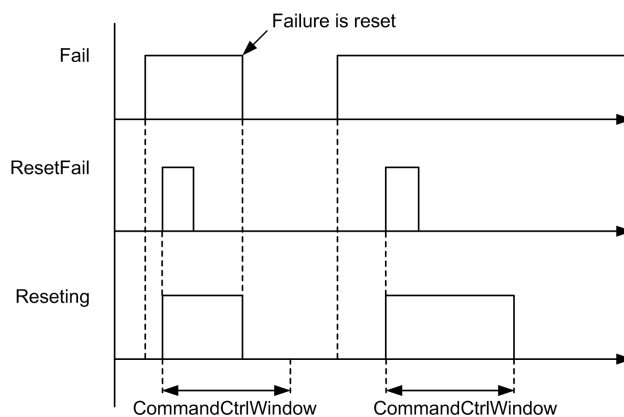 Failure is reset
Fail
ResetFail
Reseting
CommandCtrlWindow
CommandCtrlWindow